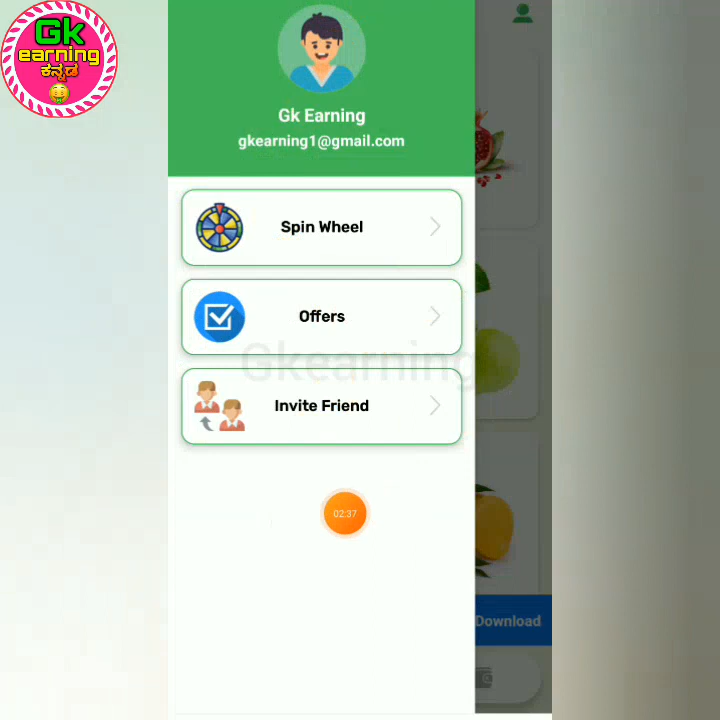 Gk
earning
ಕನ್ನಡ
Gk Earning
gkearning1@gmail.com
Spin Wheel
Offers
Gkearning
Invite Friend
02:37
Download